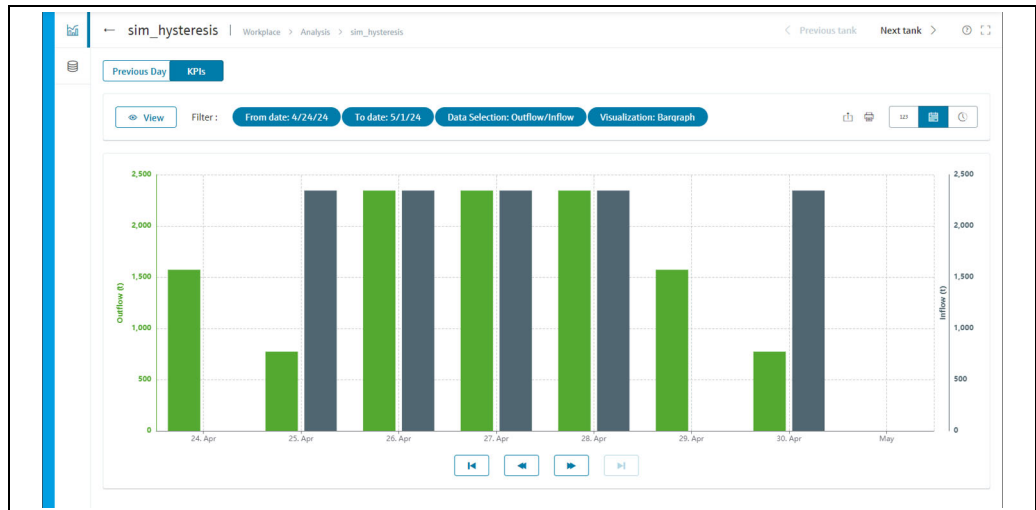 ← sim_hysteresis | Workplace > Analysis > sim_hysteresis < Previous tank Next tank >
Previous Day KPIs
View Filter : From date: 4/24/24 To date: 5/1/24 Data Selection: Outflow/Inflow Visualization: Bargraph 123
2,500 2,500
2,000 2,000
1,500 1,500
Outflow (t) Inflow (t)
1,000 1,000
500 500
0 0
24. Apr 25. Apr 26. Apr 27. Apr 28. Apr 29. Apr 30. Apr May